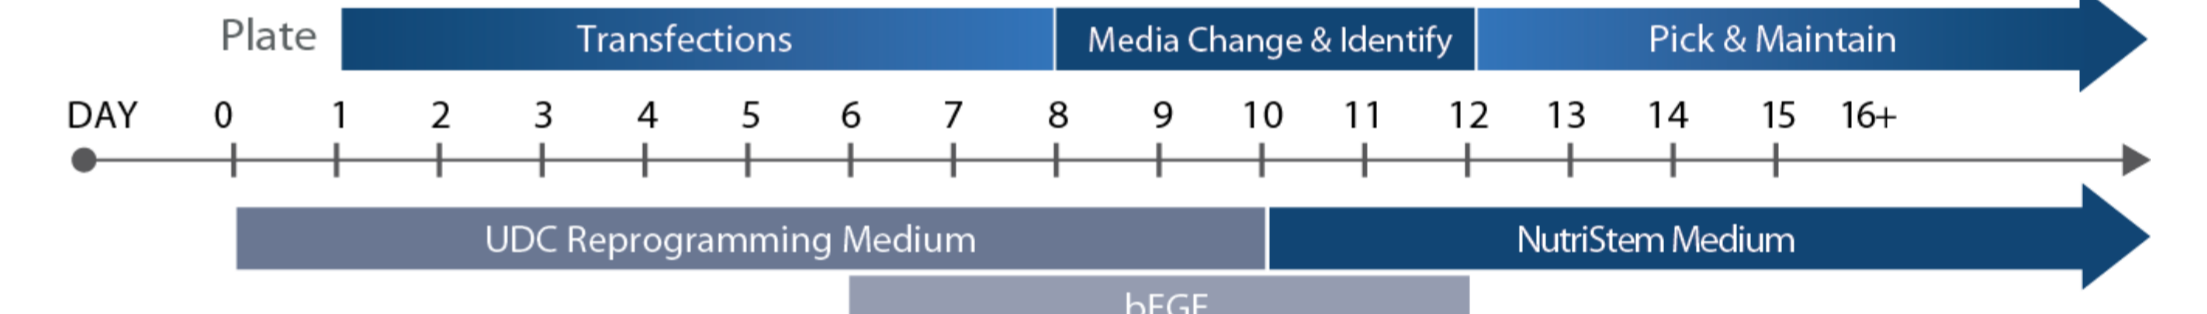 Plate Transfections Media Change & Identify Pick & Maintain
DAY 0 1 2 3 4 5 6 7 8 9 10 11 12 13 14 15 16+
UDC Reprogramming Medium NutriStem Medium
bFGF